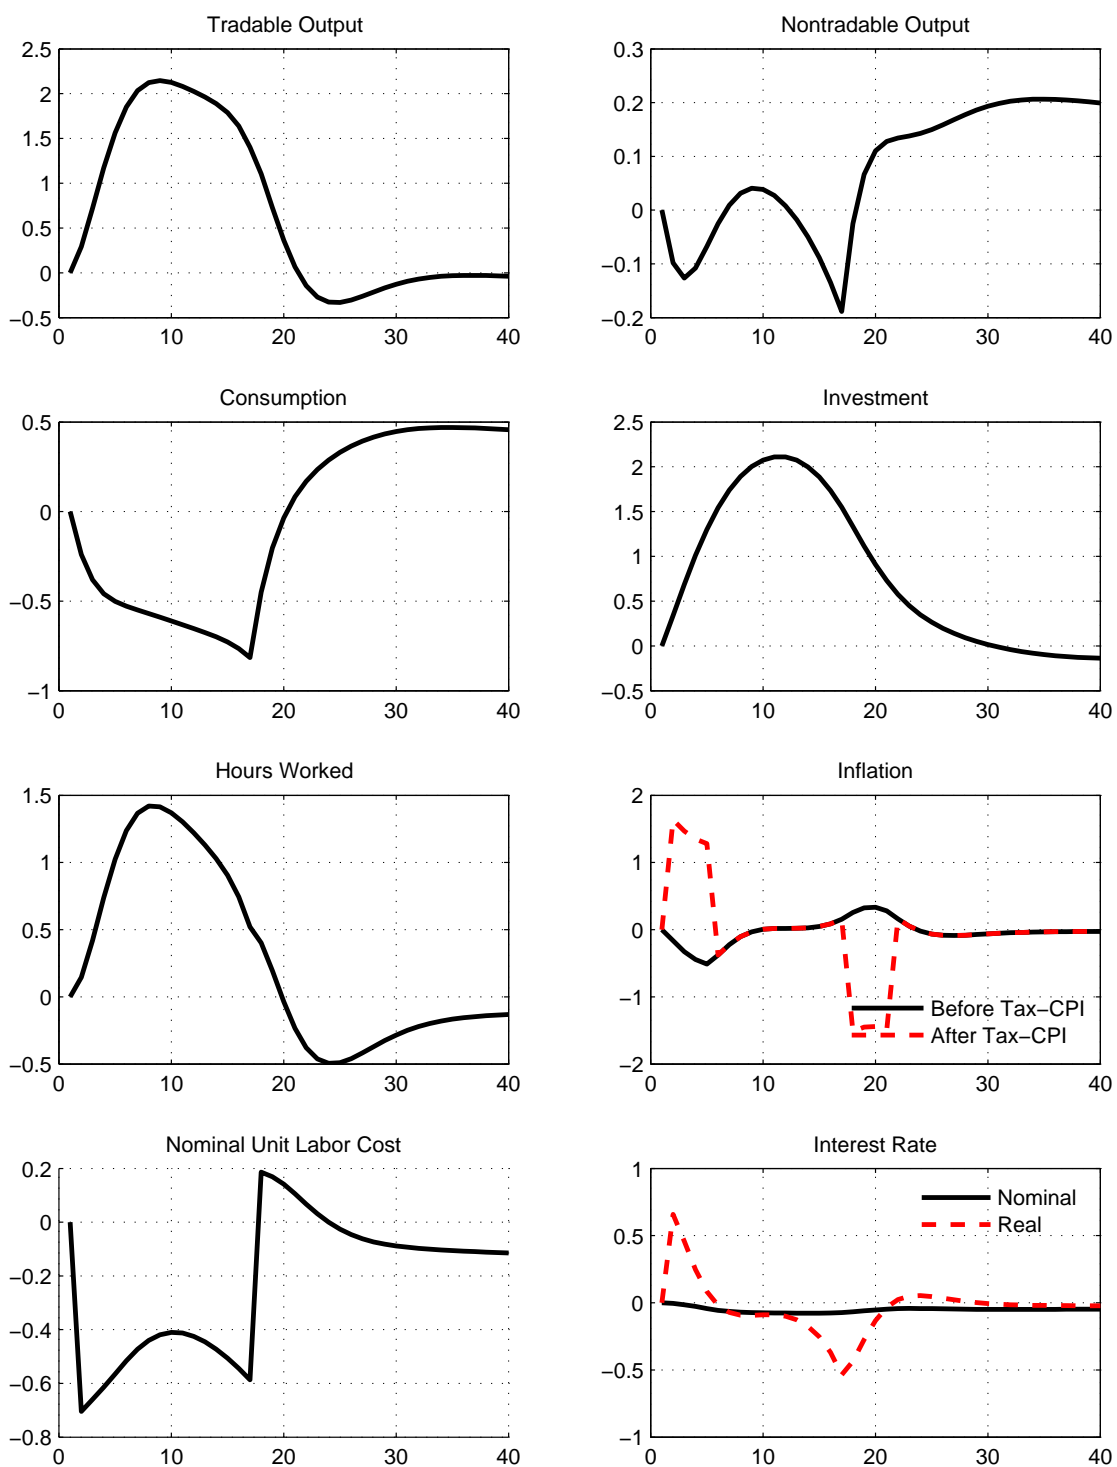 Tradable Output
2.5
2
1.5
1
0.5
0
−0.5
0 10 20 30 40
Nontradable Output
0.3
0.2
0.1
0
−0.1
−0.2
0 10 20 30 40
Consumption
0.5
0
−0.5
−1
0 10 20 30 40
Investment
2.5
2
1.5
1
0.5
0
−0.5
0 10 20 30 40
Hours Worked
1.5
1
0.5
0
−0.5
0 10 20 30 40
Inflation
2
1
0
−1
−2
Before Tax−CPI
After Tax−CPI
0 10 20 30 40
Nominal Unit Labor Cost
0.2
0
−0.2
−0.4
−0.6
−0.8
0 10 20 30 40
Interest Rate
1
0.5
0
−0.5
−1
Nominal
Real
0 10 20 30 40